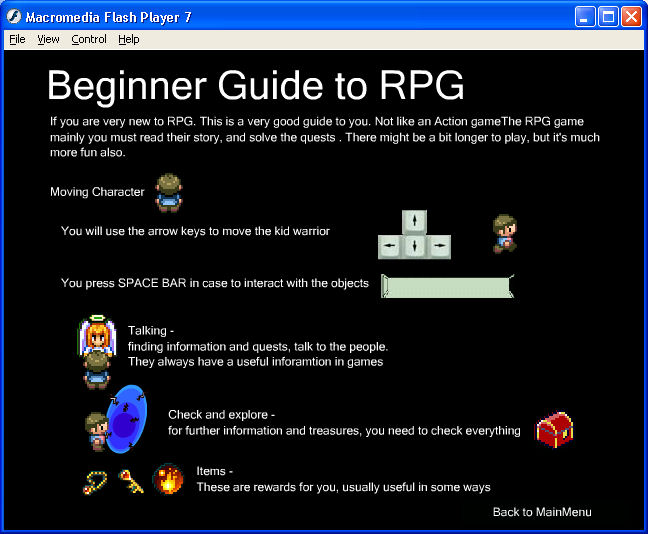 Macromedia Flash Player 7
File View Control Help
Beginner Guide to RPG
If you are very new to RPG. This is a very good guide to you. Not like an Action gameThe RPG game
mainly you must read their story, and solve the quests . There might be a bit longer to play, but it's much
more fun also.
Moving Character
You will use the arrow keys to move the kid warrior
You press SPACE BAR in case to interact with the objects
Talking -
finding information and quests, talk to the people.
They always have a useful inforamtion in games
Check and explore -
for further information and treasures, you need to check everything
Items -
These are rewards for you, usually useful in some ways
Back to MainMenu